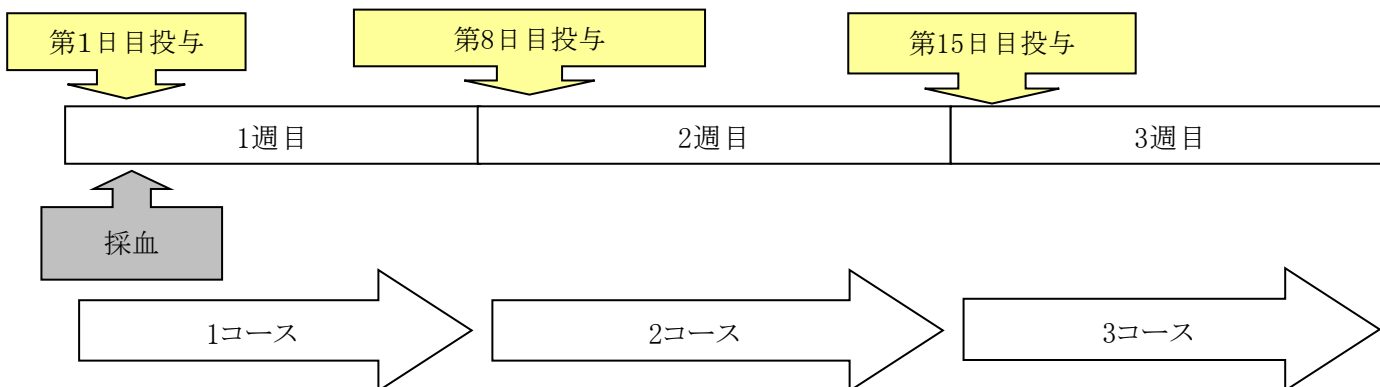 第1日目投与
第8日目投与
第15日目投与
1週目
2週目
3週目
採血
1コース
2コース
3コース